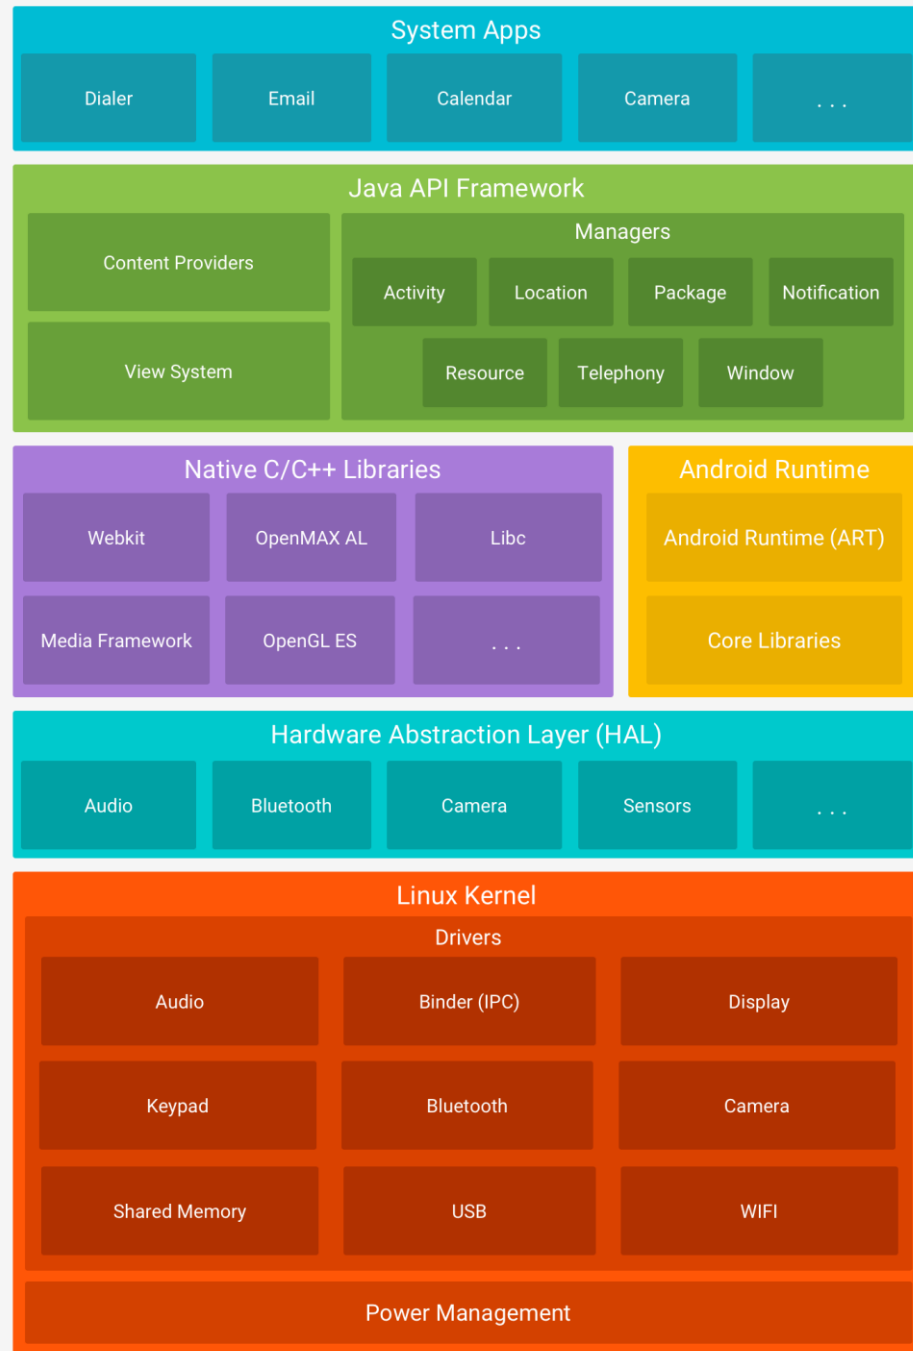 System Apps
Dialer
Email
Calendar
Camera
. . .
Java API Framework
Content Providers
View System
Managers
Activity
Location
Package
Notification
Resource
Telephony
Window
Native C/C++ Libraries
Webkit
OpenMAX AL
Libc
Media Framework
OpenGL ES
. . .
Android Runtime
Android Runtime (ART)
Core Libraries
Hardware Abstraction Layer (HAL)
Audio
Bluetooth
Camera
Sensors
. . .
Linux Kernel
Drivers
Audio
Binder (IPC)
Display
Keypad
Bluetooth
Camera
Shared Memory
USB
WIFI
Power Management